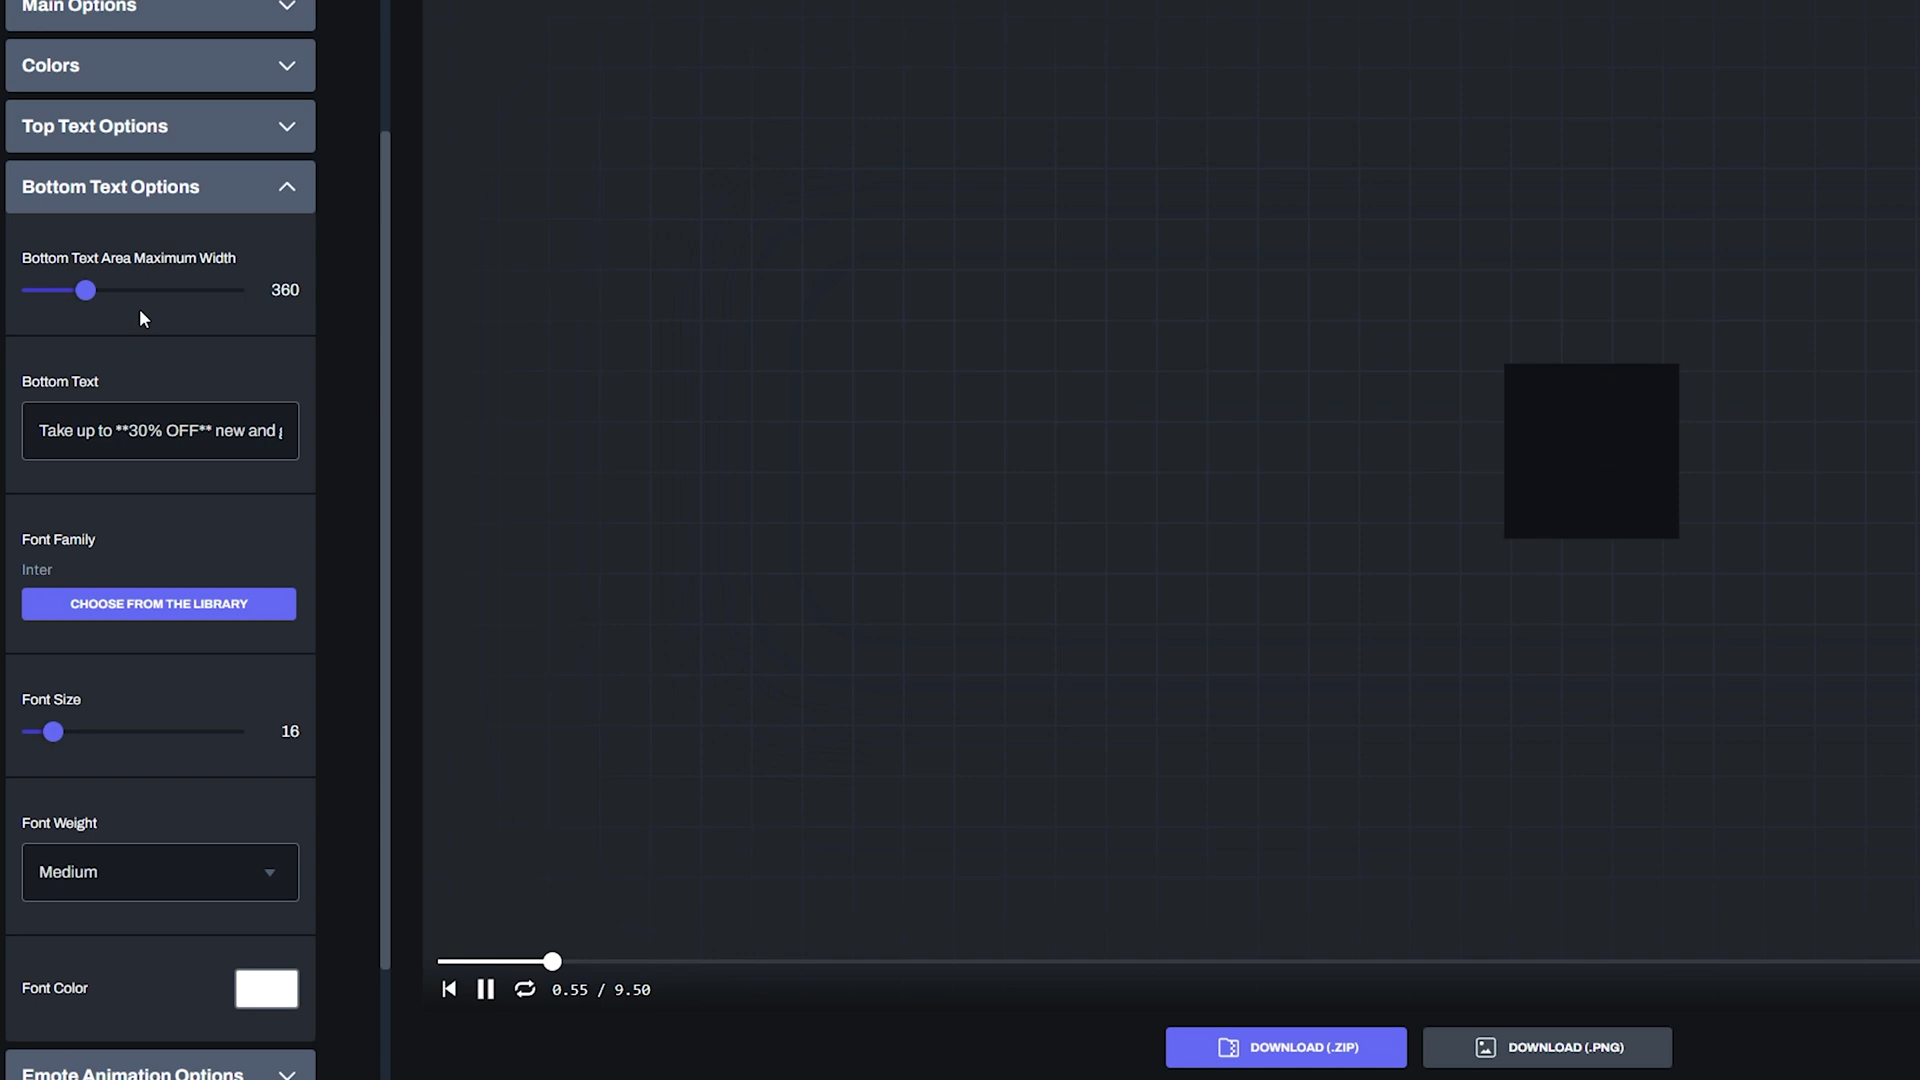 Main Options
Colors
Top Text Options
Bottom Text Options
Bottom Text Area Maximum Width
360
Bottom Text
Take up to **30% OFF** new and
Font Family
Inter
CHOOSE FROM THE LIBRARY
Font Size
16
Font Weight
Medium
Font Color
Emote Animation Options
0.55 / 9.50
DOWNLOAD (.ZIP)
DOWNLOAD (.PNG)